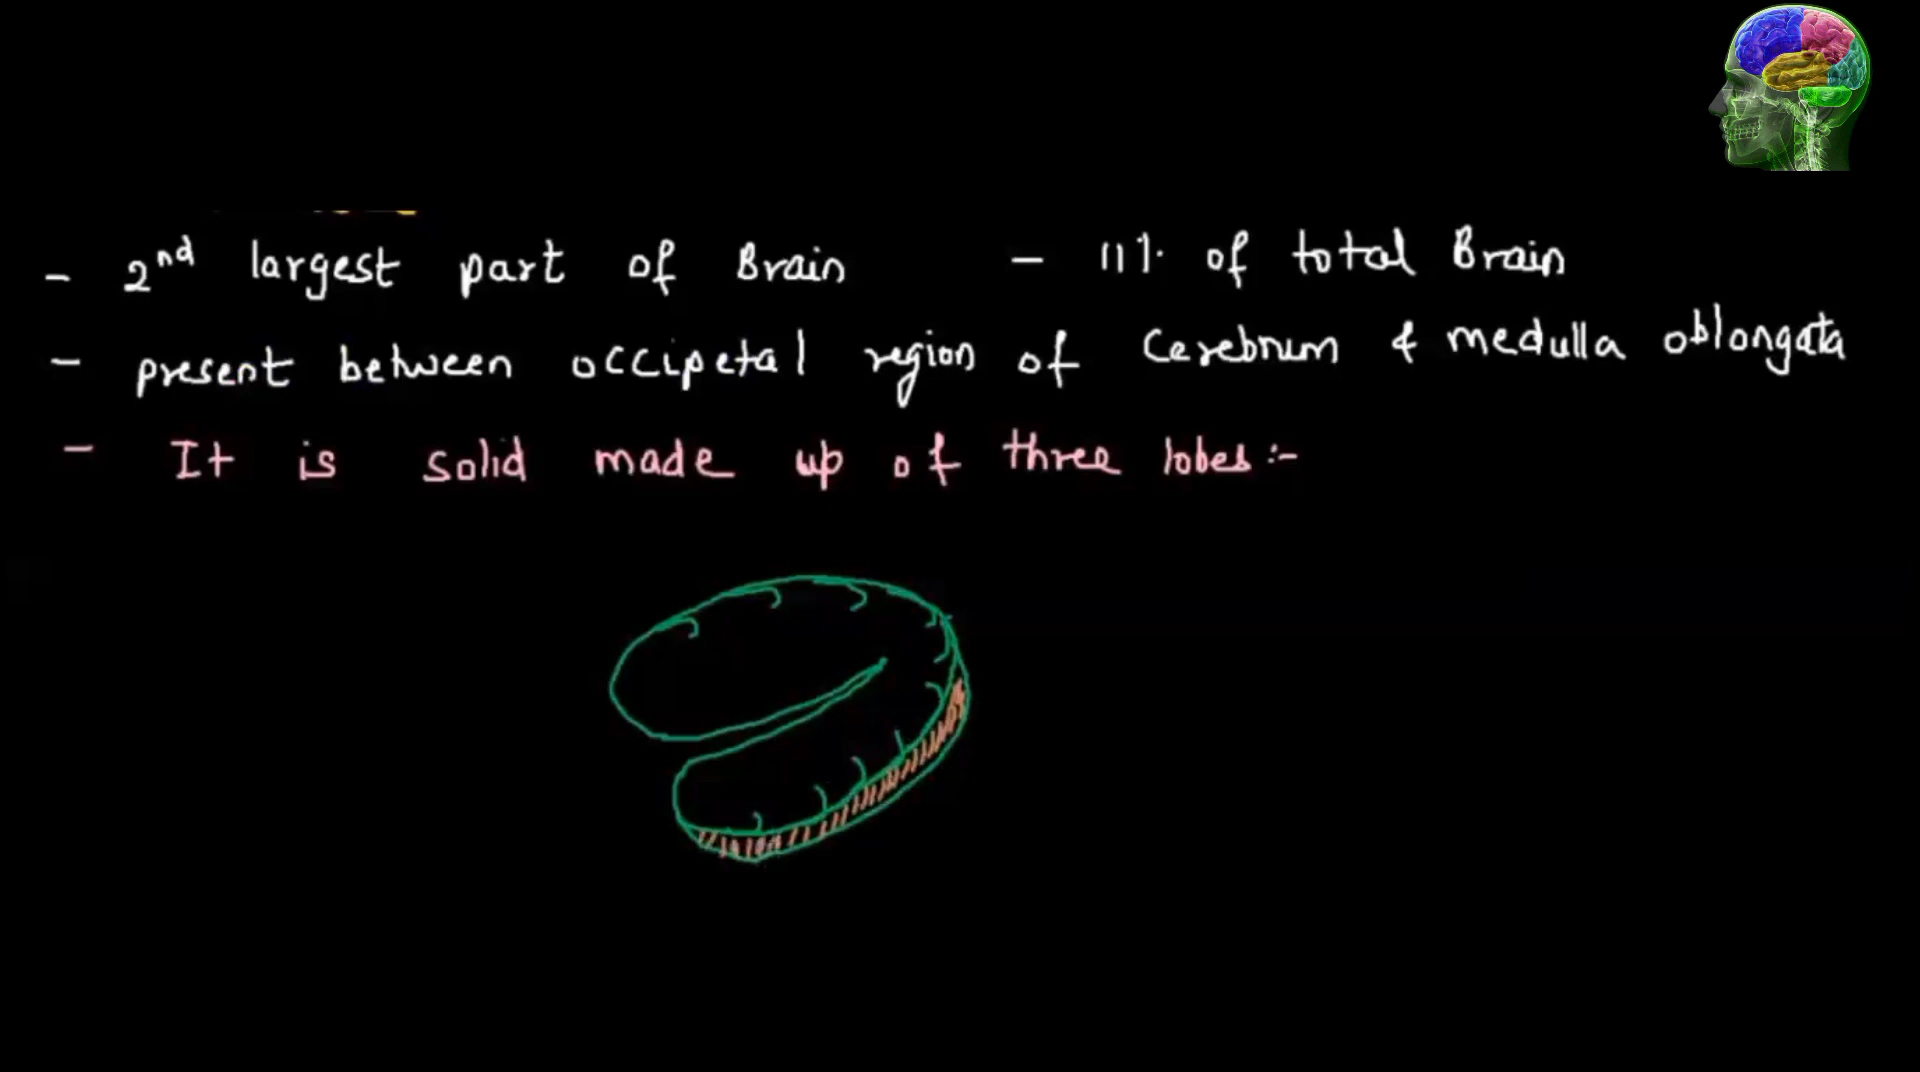 - 2nd largest part of Brain - 11% of total Brain
- present between occipetal region of Cerebrum & medulla oblongata
- It is solid made up of three lobes :-